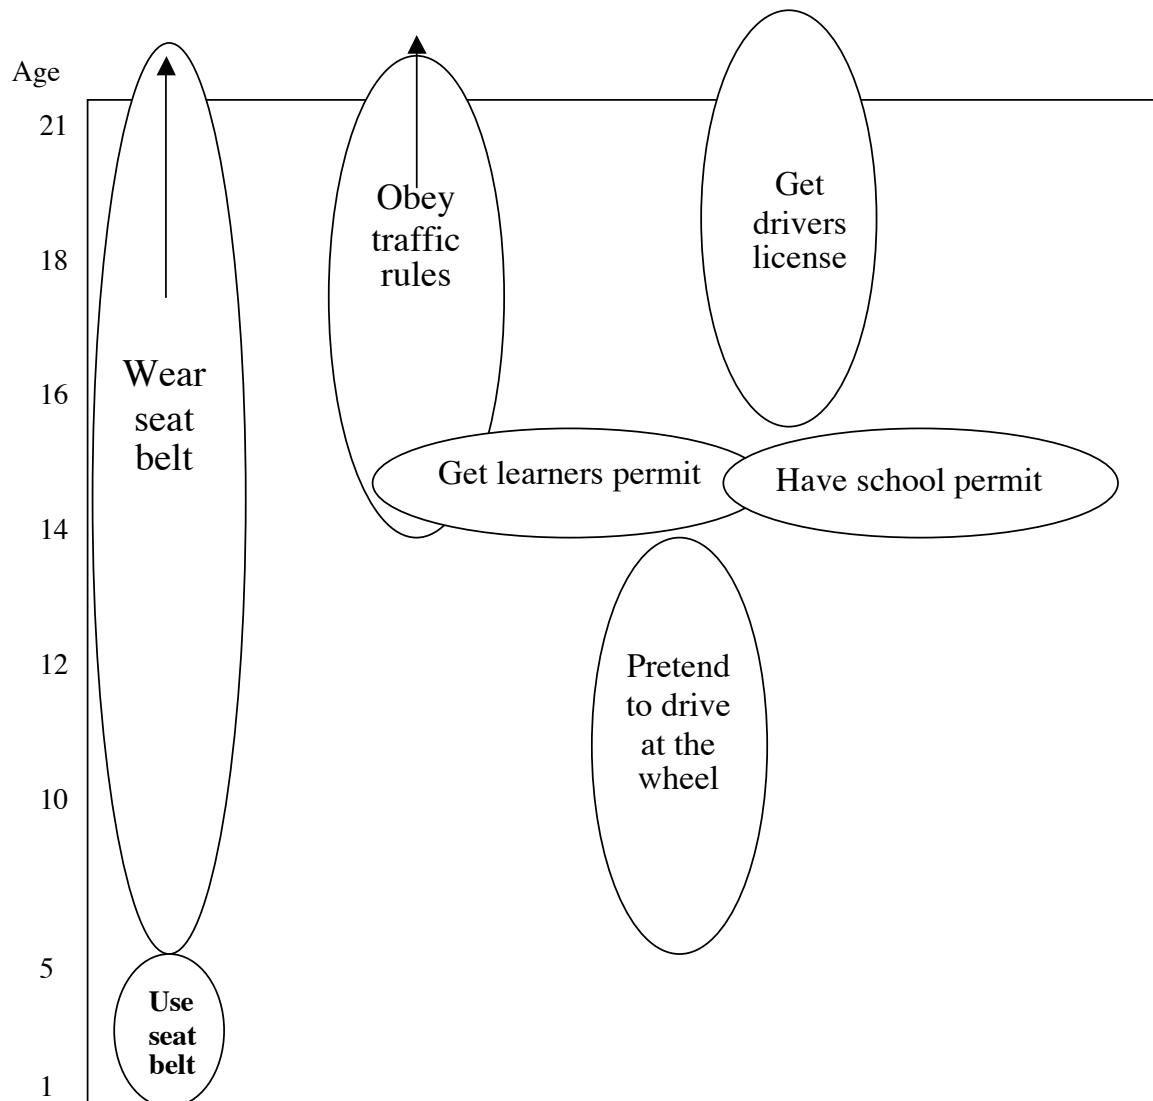 Age
21
Get
drivers
license
Obey
traffic
rules
18
Wear
seat
belt
16
Get learners permit
Have school permit
14
12
Pretend
to drive
at the
wheel
10
5
Use
seat
belt
1